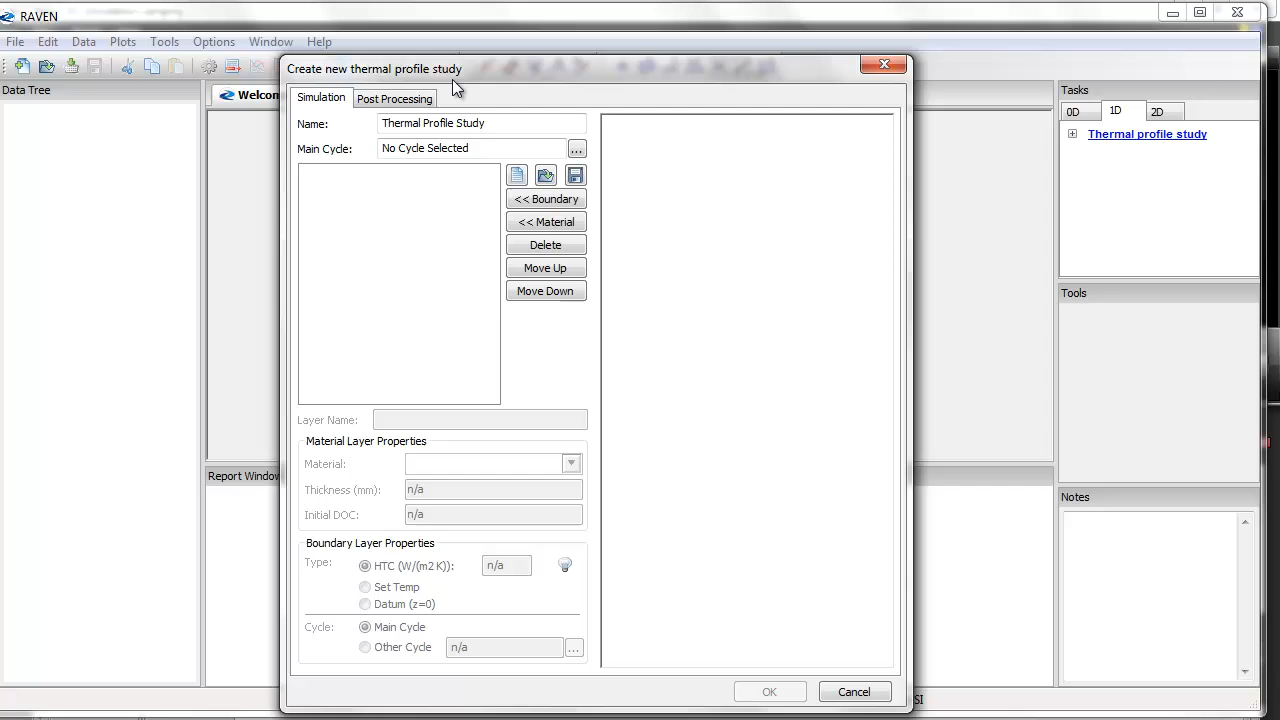 RAVEN
File Edit Data Plots Tools Options Window Help
Data Tree
Welcom
Create new thermal profile study
Simulation Post Processing
Name: Thermal Profile Study
Main Cycle: No Cycle Selected ...
<< Boundary
<< Material
Delete
Move Up
Move Down
Layer Name:
Material Layer Properties
Material:
Thickness (mm): n/a
Initial DOC: n/a
Boundary Layer Properties
Type: HTC (W/(m2 K)): n/a
Set Temp
Datum (z=0)
Cycle: Main Cycle
Other Cycle n/a ...
OK Cancel
Report Window
Tasks
0D 1D 2D
Thermal profile study
Tools
Notes
SI